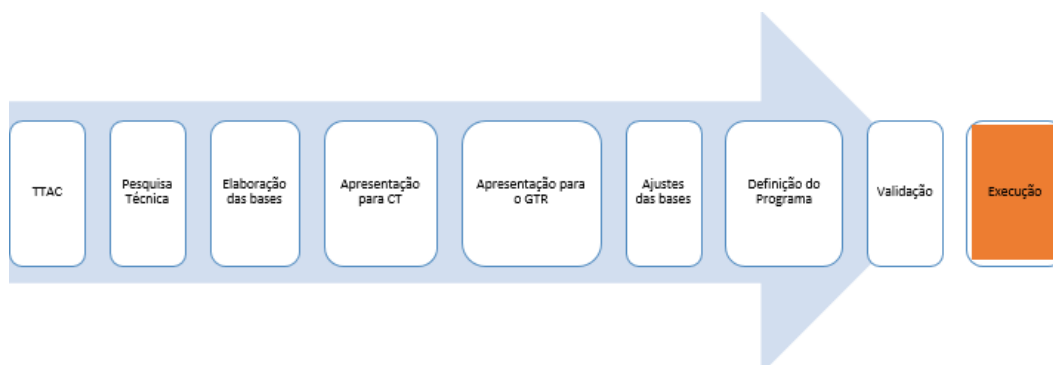 TTAC
Pesquisa
Técnica
Elaboração
das bases
Apresentação
para CT
Apresentação para
o GTR
Ajustes
das bases
Definição do
Programa
Validação
Execução